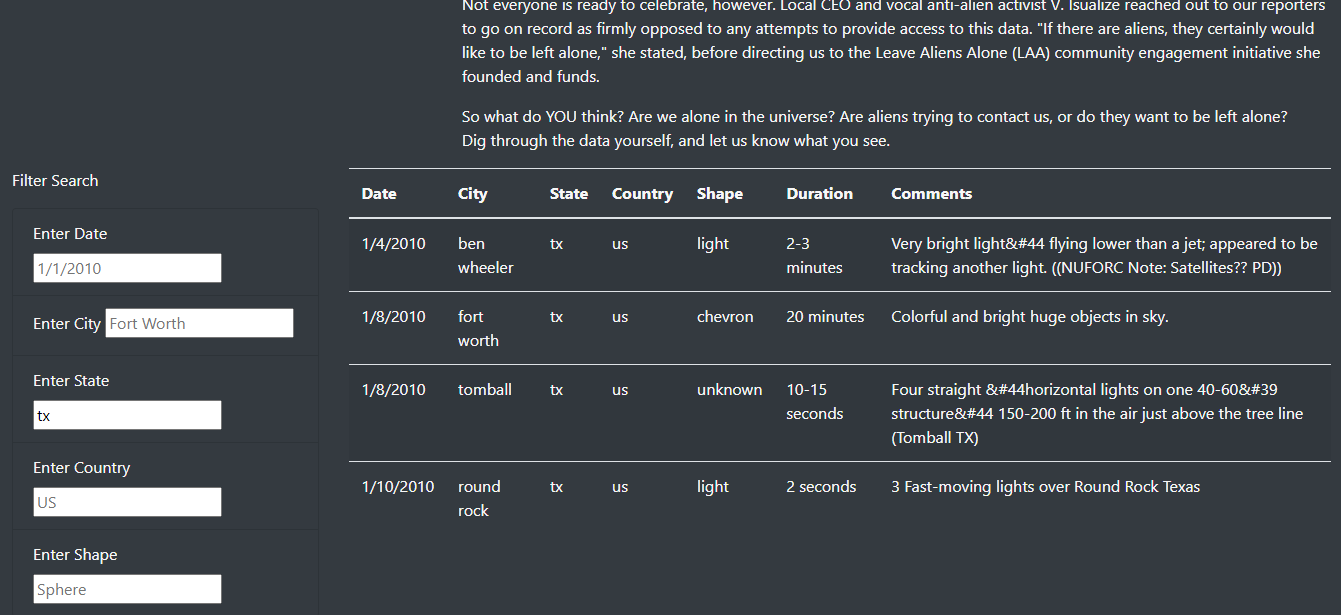 Not everyone is ready to celebrate, however. Local CEO and vocal anti-alien activist V. Isualize reached out to our reporters
to go on record as firmly opposed to any attempts to provide access to this data. "If there are aliens, they certainly would
like to be left alone," she stated, before directing us to the Leave Aliens Alone (LAA) community engagement initiative she
founded and funds.
So what do YOU think? Are we alone in the universe? Are aliens trying to contact us, or do they want to be left alone?
Dig through the data yourself, and let us know what you see.
Filter Search
Enter Date
1/1/2010
Enter City Fort Worth
Enter State
tx
Enter Country
US
Enter Shape
Sphere
Date City State Country Shape Duration Comments
1/4/2010 ben tx us light 2-3 Very bright light&#44 flying lower than a jet; appeared to be
wheeler minutes tracking another light. ((NUFORC Note: Satellites?? PD))
1/8/2010 fort tx us chevron 20 minutes Colorful and bright huge objects in sky.
worth
1/8/2010 tomball tx us unknown 10-15 Four straight &#44horizontal lights on one 40-60&#39
seconds structure&#44 150-200 ft in the air just above the tree line
(Tomball TX)
1/10/2010 round tx us light 2 seconds 3 Fast-moving lights over Round Rock Texas
rock